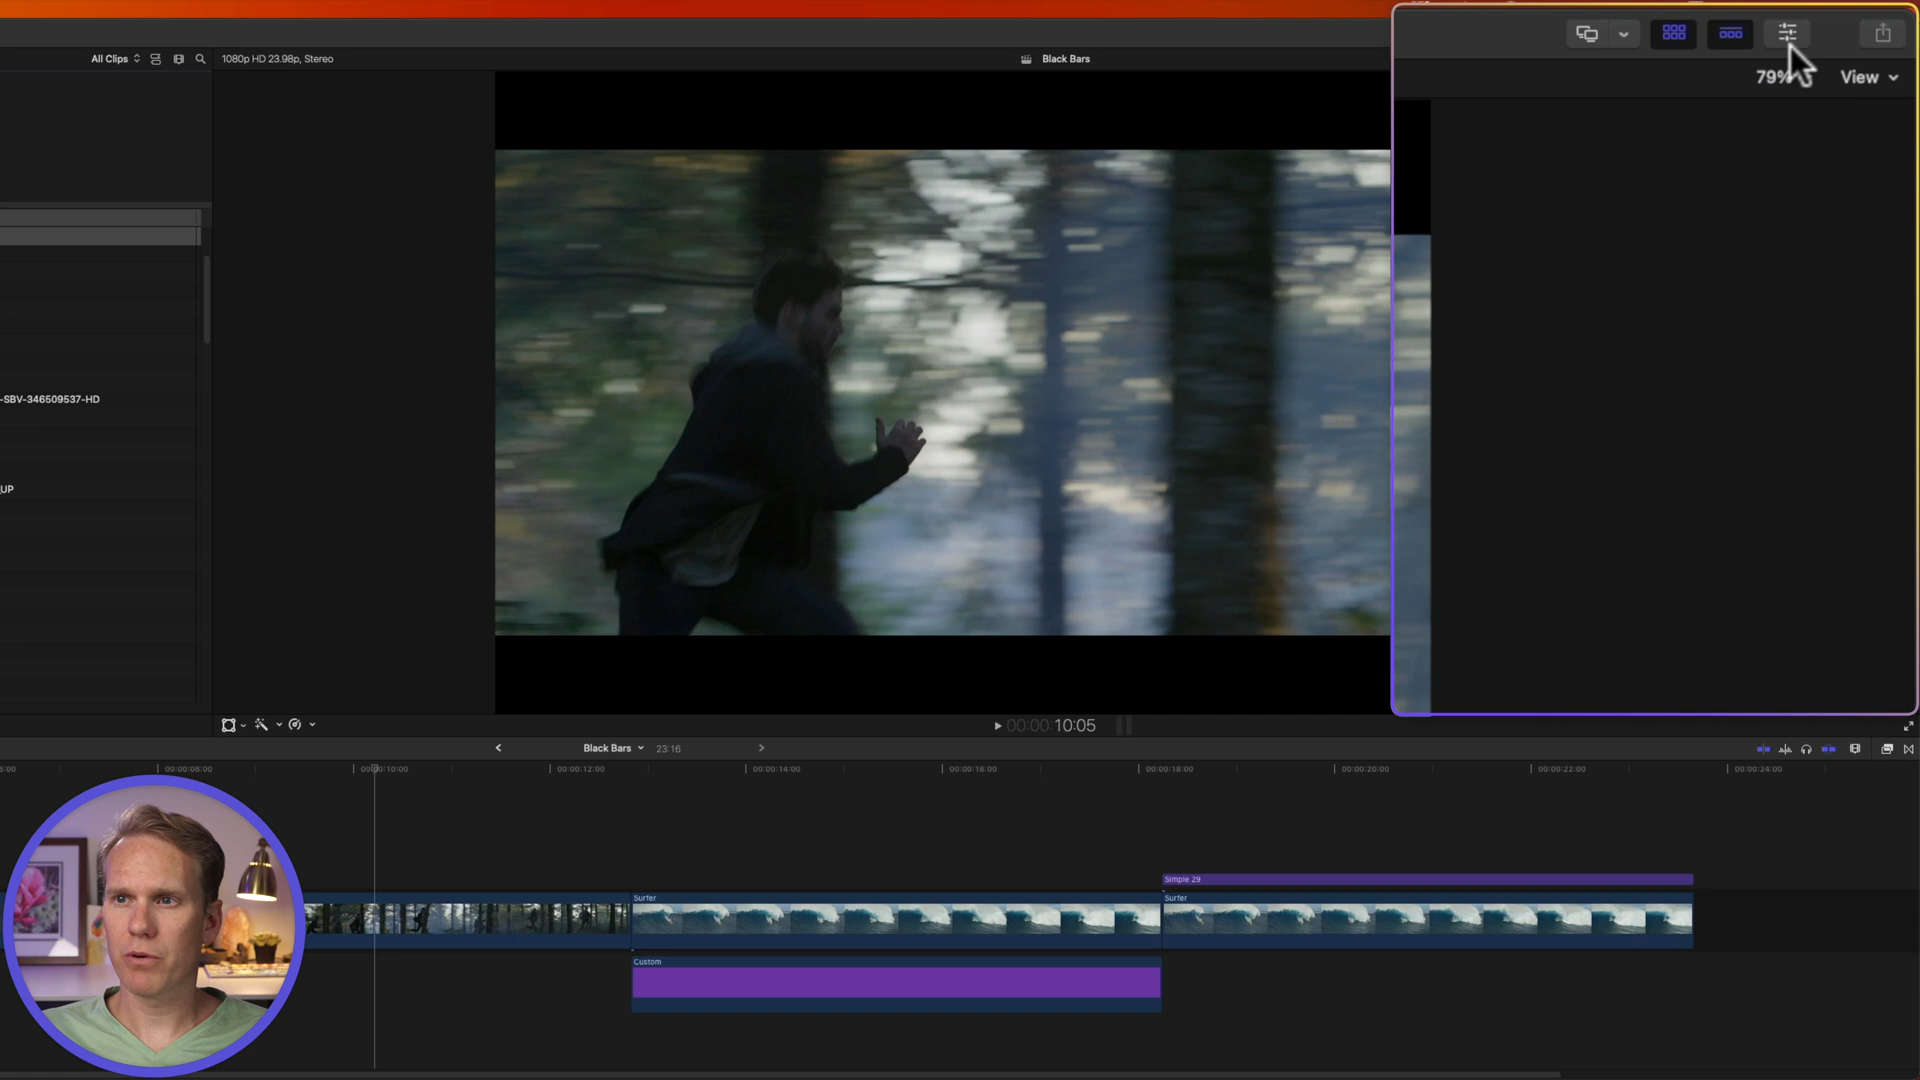 All Clips
1080p HD 23.98p, Stereo
Black Bars
79%
View
-SBV-346509537-HD
_UP
00:00:10:05
Black Bars
23:16
00:00:08:00
00:00:10:00
00:00:12:00
00:00:14:00
00:00:16:00
00:00:18:00
00:00:20:00
00:00:22:00
00:00:24:00
Simple 29
Surfer
Surfer
Custom